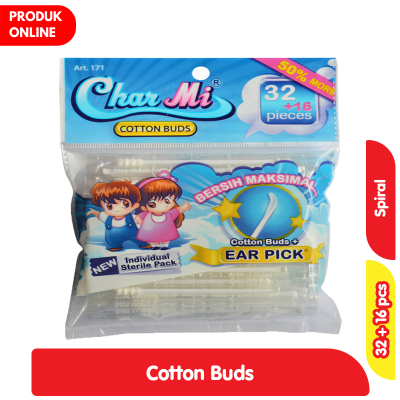 PRODUK
ONLINE
Art. 171
Char Mi®
COTTON BUDS
50% MORE
32
+16
pieces
BERSIH MAKSIMAL
Cotton Buds +
EAR PICK
NEW
Individual
Sterile Pack
Spiral
32 + 16 pcs
Cotton Buds